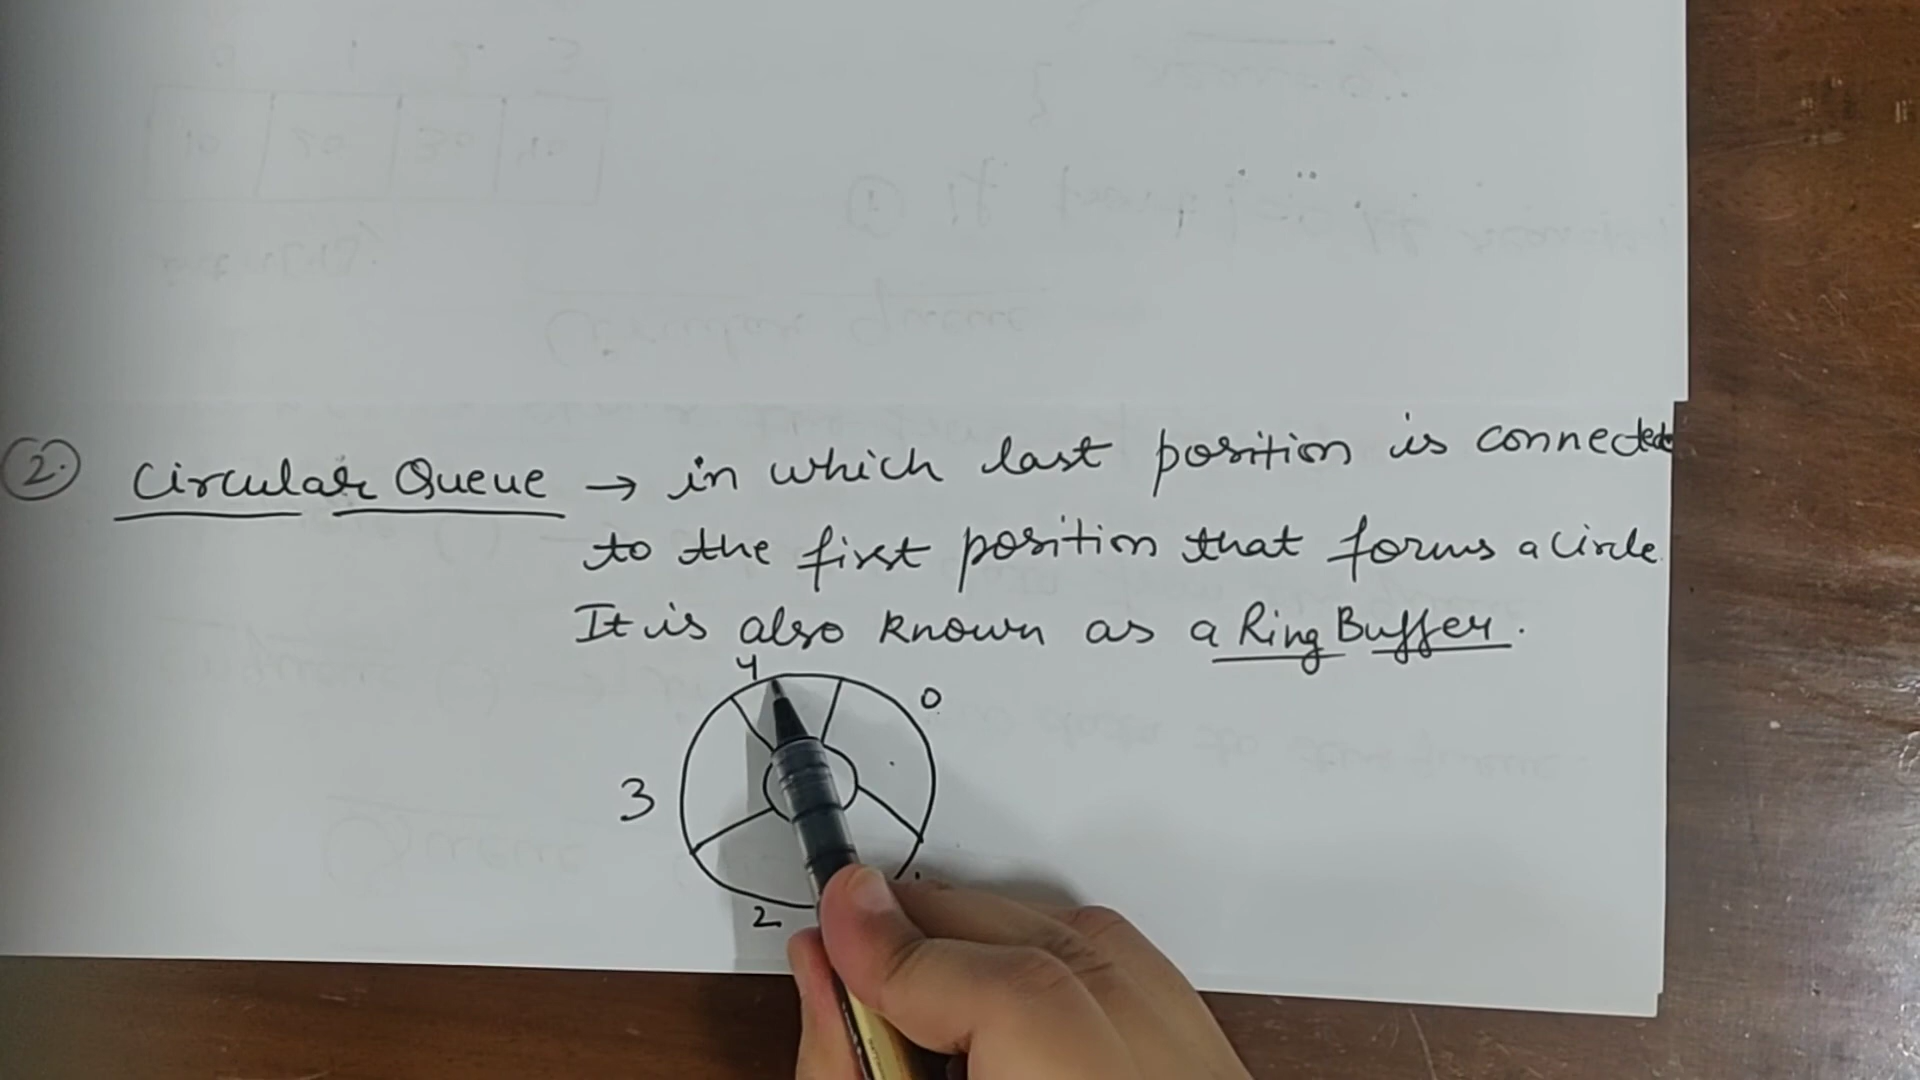 2. Circular Queue → in which last position is connected
to the first position that forms a circle.
It is also known as a Ring Buffer.
4
0
3
2